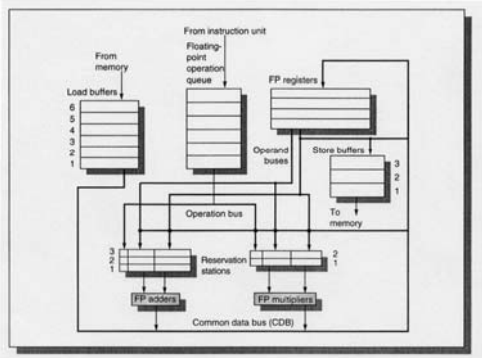 From instruction unit
From
memory
Floating-
point
operation
queue
FP registers
Load buffers
6
5
4
3
2
1
Operand
buses
Store buffers
3
2
1
To
memory
Operation bus
3
2
1
Reservation
stations
2
1
FP adders
FP multipliers
Common data bus (CDB)